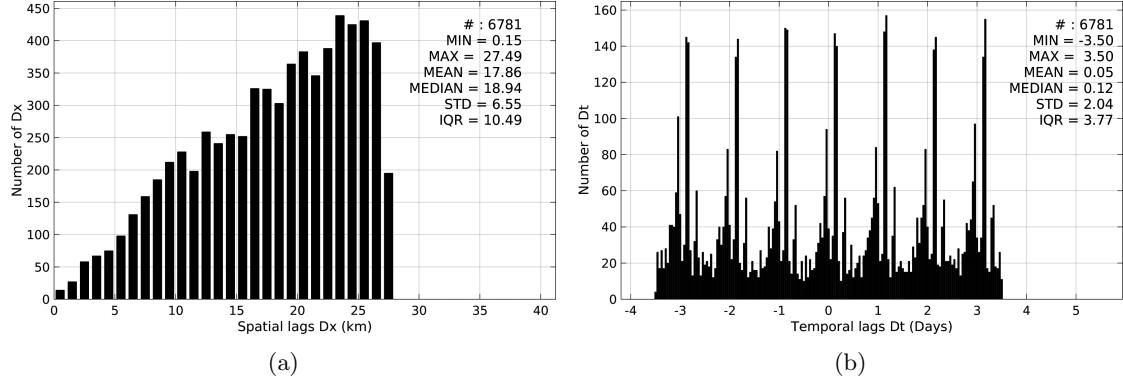 450
400
350
300
250
200
150
100
50
0
Number of Dx
# : 6781
MIN = 0.15
MAX = 27.49
MEAN = 17.86
MEDIAN = 18.94
STD = 6.55
IQR = 10.49
0 5 10 15 20 25 30 35 40
Spatial lags Dx (km)
(a)
160
140
120
100
80
60
40
20
0
Number of Dt
# : 6781
MIN = -3.50
MAX = 3.50
MEAN = 0.05
MEDIAN = 0.12
STD = 2.04
IQR = 3.77
-4 -3 -2 -1 0 1 2 3 4 5
Temporal lags Dt (Days)
(b)